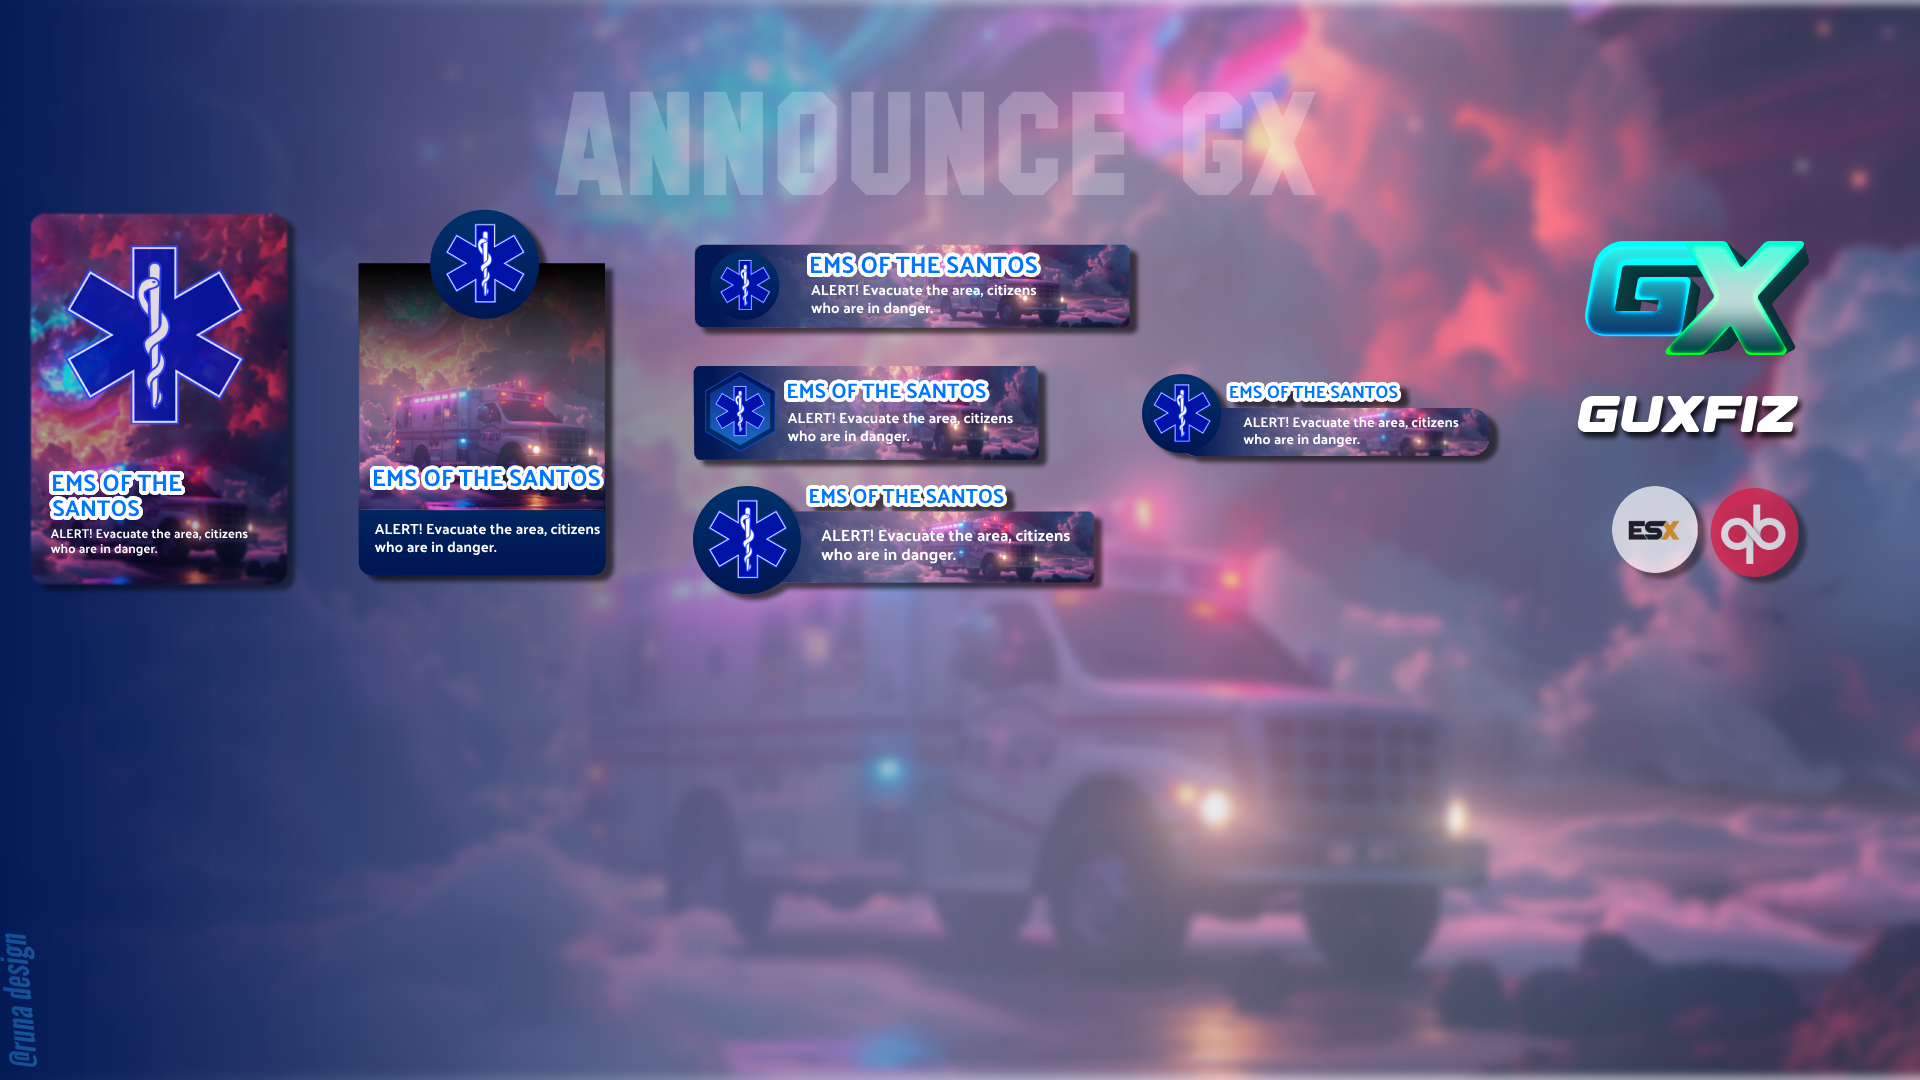 ANNOUNCE GX
EMS OF THE
SANTOS
ALERT! Evacuate the area, citizens
who are in danger.
EMS OF THE SANTOS
ALERT! Evacuate the area, citizens
who are in danger.
EMS OF THE SANTOS
ALERT! Evacuate the area, citizens
who are in danger.
EMS OF THE SANTOS
ALERT! Evacuate the area, citizens
who are in danger.
EMS OF THE SANTOS
ALERT! Evacuate the area, citizens
who are in danger.
EMS OF THE SANTOS
ALERT! Evacuate the area, citizens
who are in danger.
GX
GUXFIZ
ESX
qb
@runa design